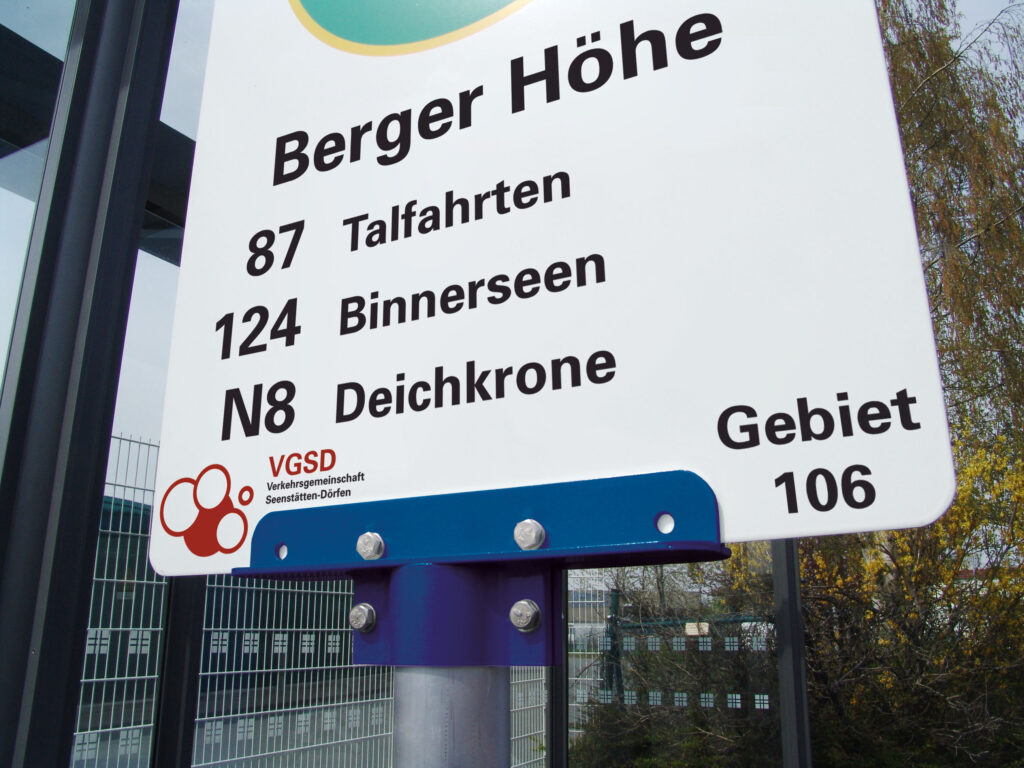 Berger Höhe
87 Talfahrten
124 Binnerseen
N8 Deichkrone
Gebiet
106
VGSD
Verkehrsgemeinschaft
Seenstätten-Dörfen